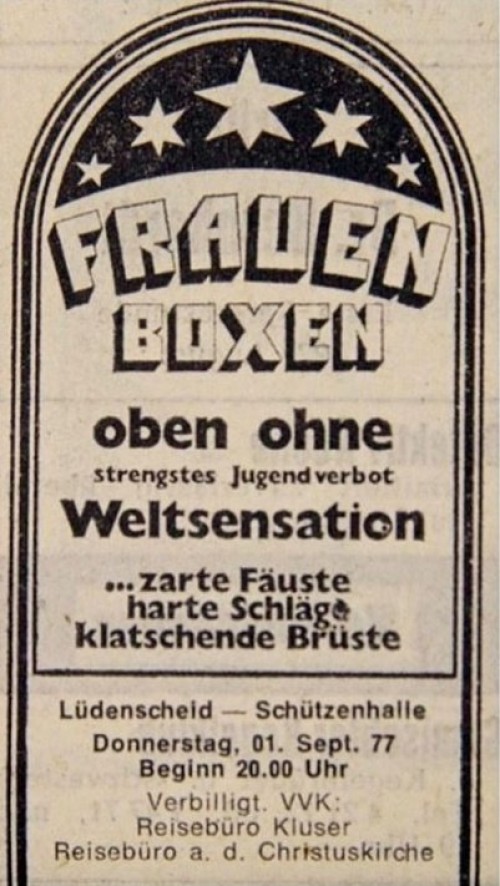 FRAUEN
BOXEN
oben ohne
strengstes Jugendverbot
Weltsensation
...zarte Fäuste
harte Schläge
klatschende Brüste
Lüdenscheid — Schützenhalle
Donnerstag, 01. Sept. 77
Beginn 20.00 Uhr
Verbilligt. VVK:
Reisebüro Kluser
Reisebüro a. d. Christuskirche